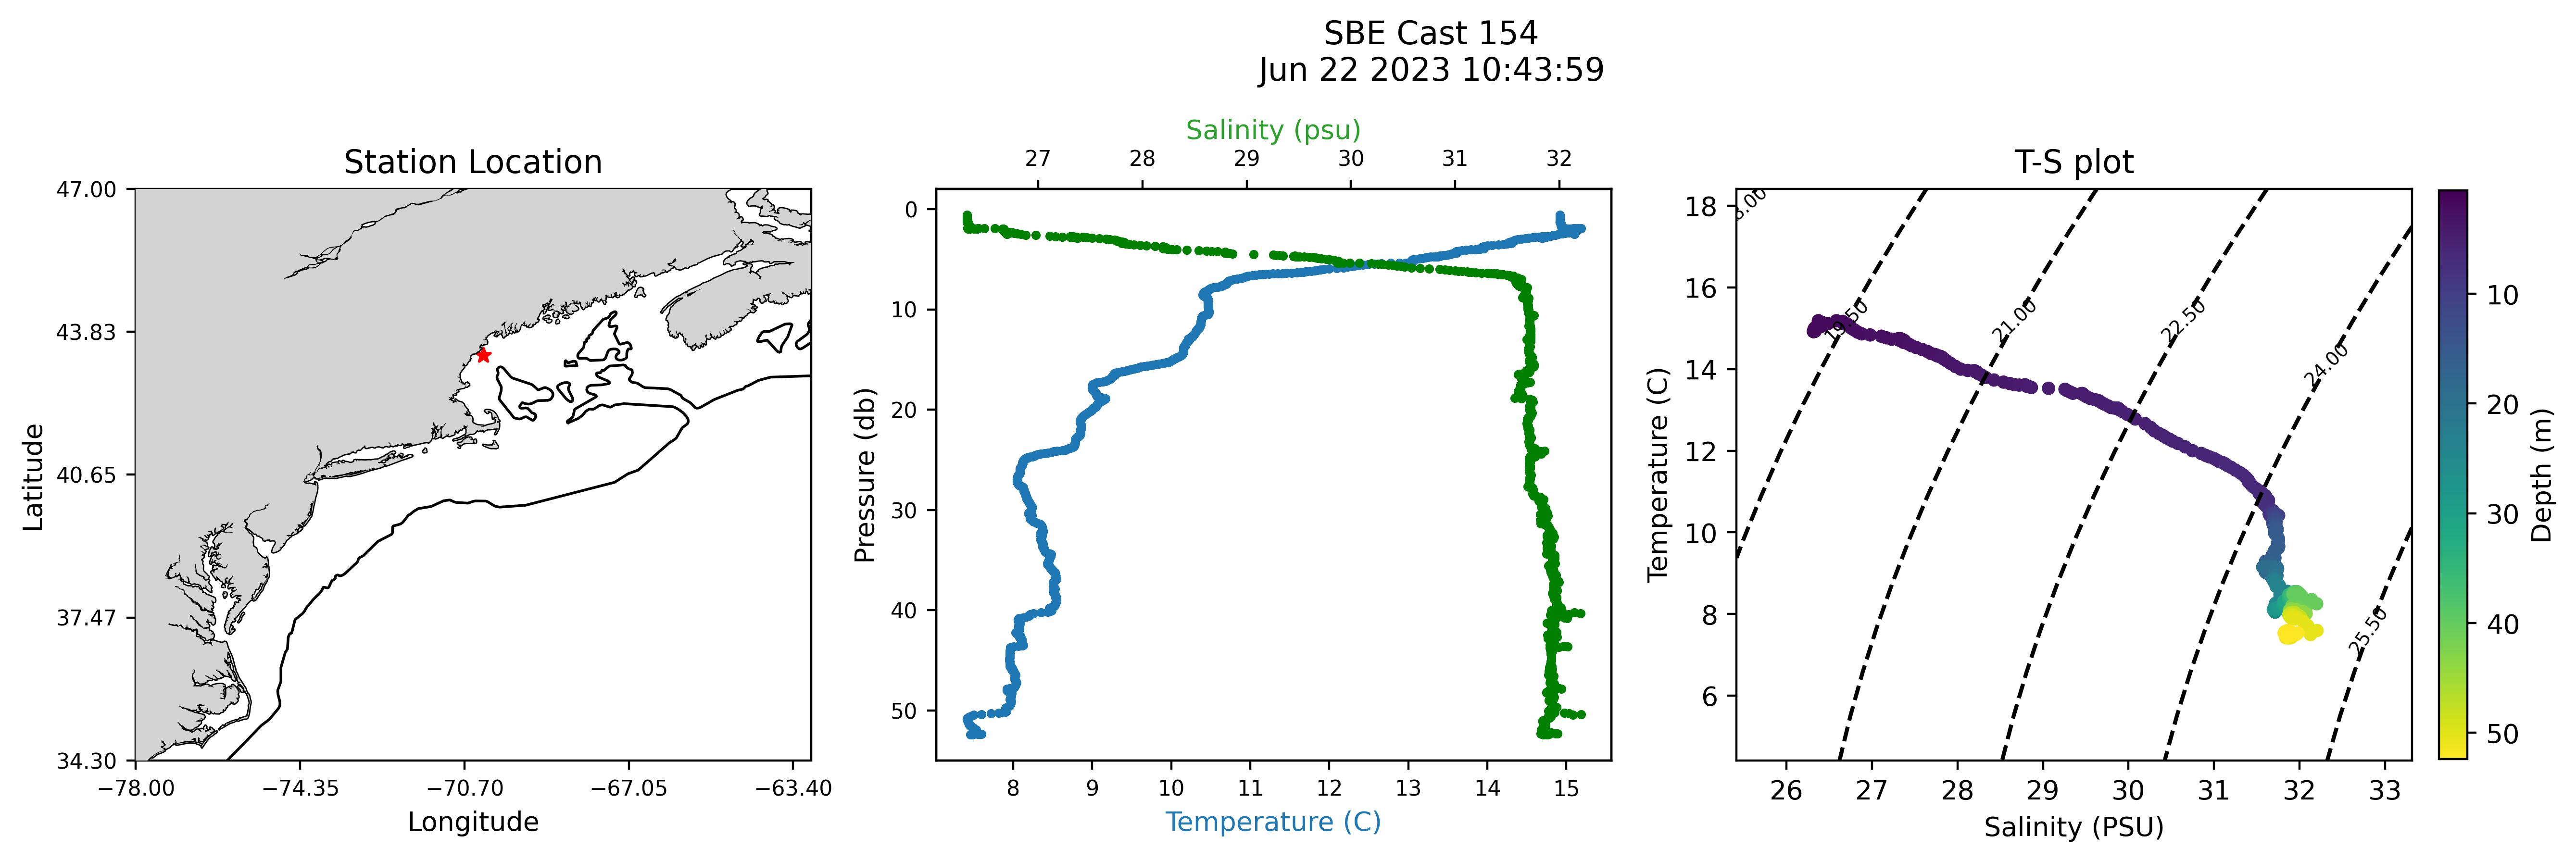 SBE Cast 154
Jun 22 2023 10:43:59
Station Location
47.00
43.83
40.65
37.47
34.30
Latitude
−78.00 −74.35 −70.70 −67.05 −63.40
Longitude
Salinity (psu)
27 28 29 30 31 32
0
10
20
30
40
50
Pressure (db)
8 9 10 11 12 13 14 15
Temperature (C)
T-S plot
18
16
14
12
10
8
6
Temperature (C)
19.50
21.00
22.50
24.00
25.50
26 27 28 29 30 31 32 33
Salinity (PSU)
10
20
30
40
50
Depth (m)